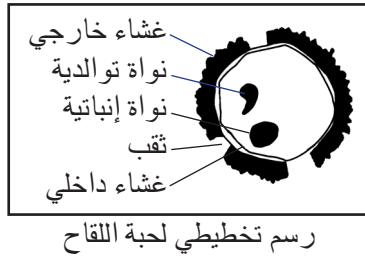 غشاء خارجي
نواة توالدية
نواة إنباتية
ثقب
غشاء داخلي
رسم تخطيطي لحبة اللقاح